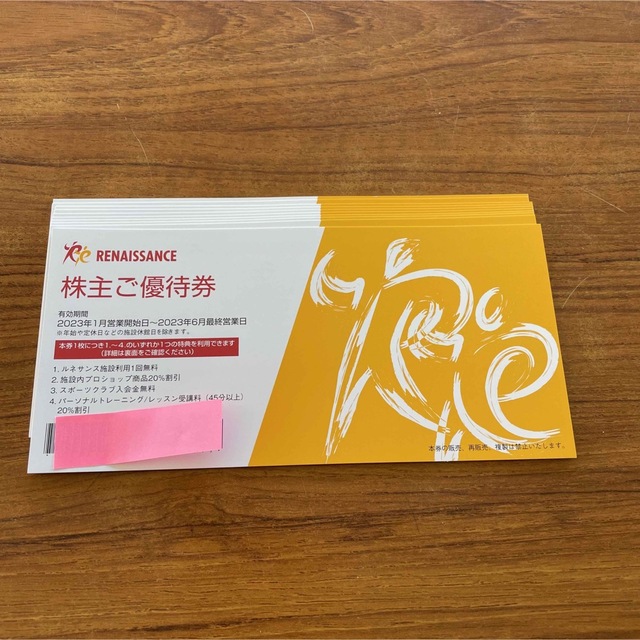 RENAISSANCE
株主ご優待券
有効期間
2023年1月営業開始日～2023年6月最終営業日
※年始や定休日などの施設休館日を除きます。
本券1枚につき1.～4.のいずれか1つの特典を利用できます
(詳細は裏面をご確認ください)
1. ルネサンス施設利用1回無料
2. 施設内プロショップ商品20%割引
3. スポーツクラブ入会金無料
4. パーソナルトレーニング/レッスン受講料（45分以上）
20%割引
本券の販売、再販売、複製は禁止いたします。